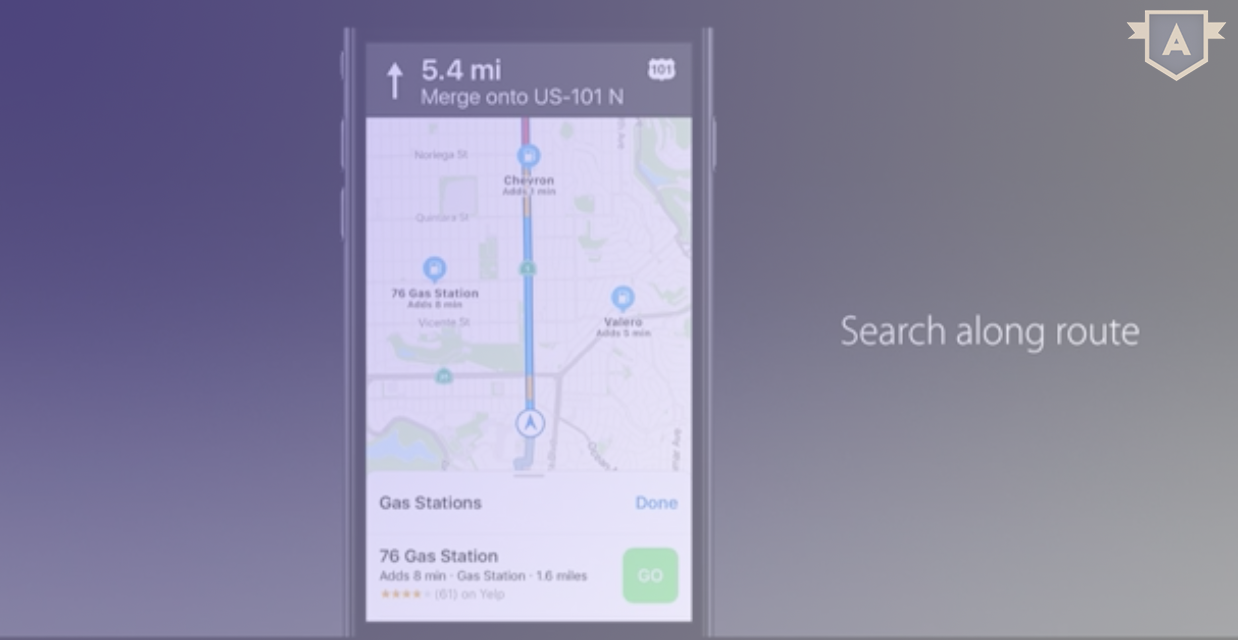 A
5.4 mi
101
Merge onto US-101 N
Noriega St
Chevron
Adds 1 min
Quintara St
76 Gas Station
Adds 8 min
Valero
Adds 5 min
Vicente St
Gas Stations
Done
76 Gas Station
Adds 8 min · Gas Station · 1.6 miles
GO
(61) on Yelp
Search along route